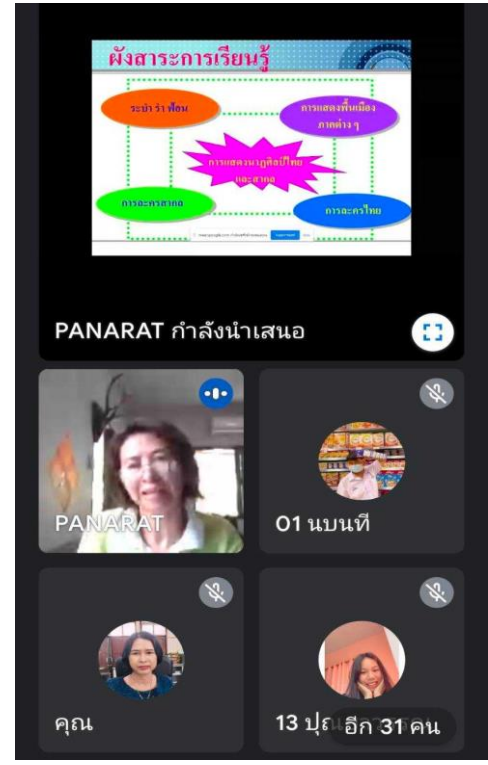 ผังสาระการเรียนรู้
ระบำ รำ ฟ้อน
การแสดงพื้นเมือง
ภาคต่าง ๆ
การแสดงนาฏศิลป์ไทย
และสากล
การละครสากล
การละครไทย
PANARAT กำลังนำเสนอ
PANARAT
01 นบนที
คุณ
13
อีก 31 คน